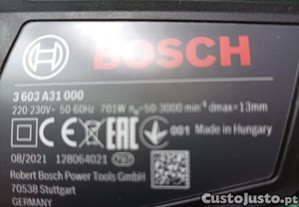 BOSCH
3 603 A31 000
220-230V~ 50-60Hz 701W n₀=50-3000 min⁻¹ dmax=13mm
CE EAC 001 Made in Hungary
08/2021 128064021
Robert Bosch Power Tools GmbH
70538 Stuttgart
Germany
CustoJusto.pt